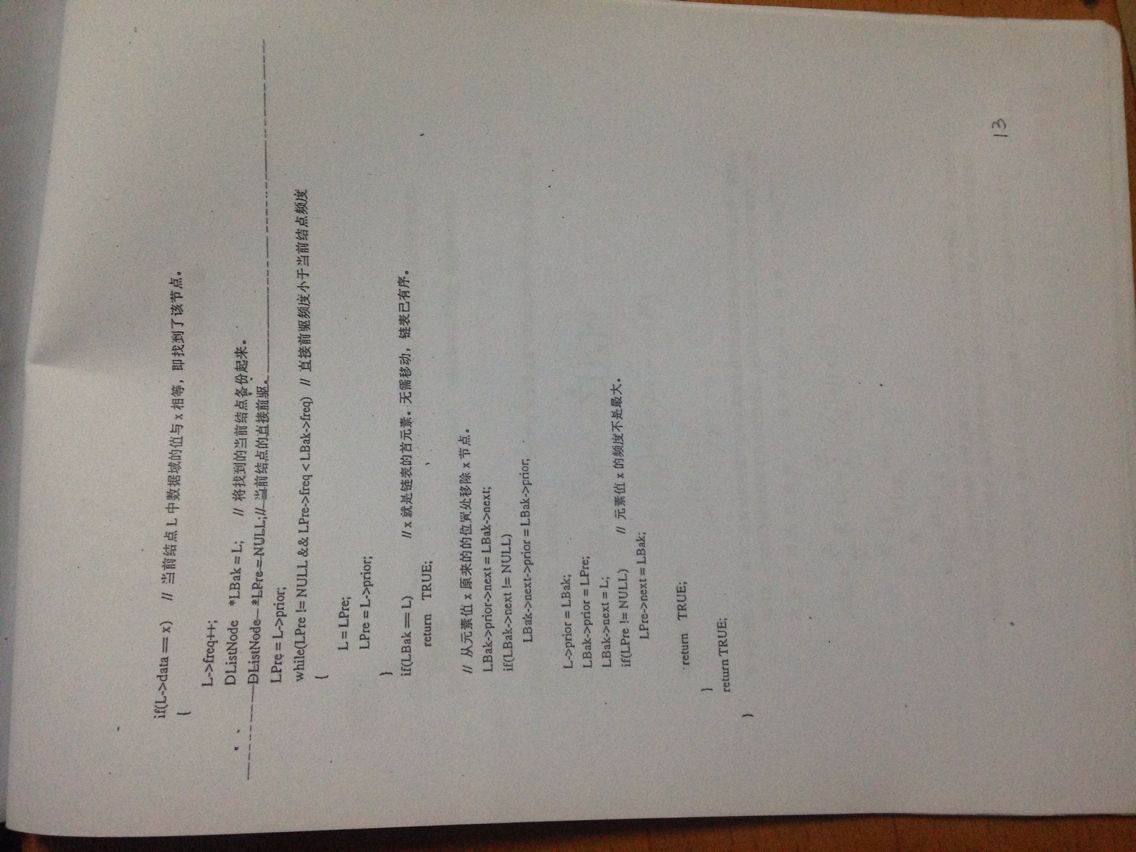 if(L->data == x)    // 当前结点 L 中数据域的值与 x 相等，即找到了该节点。
{
L->freq++;
DListNode *LBak = L;    // 将找到的当前结点备份起来。
DListNode *LPre = NULL;// 当前结点的直接前驱。
LPre = L->prior;
while(LPre != NULL && LPre->freq < LBak->freq)    // 直接前驱频度小于当前结点频度
{
L = LPre;
LPre = L->prior;
}
if(LBak == L)    // x 就是链表的首元素。无需移动，链表已有序。
return TRUE;
// 从元素值 x 原来的的位置处移除 x 节点。
LBak->prior->next = LBak->next;
if(LBak->next != NULL)
LBak->next->prior = LBak->prior;
L->prior = LBak;
LBak->prior = LPre;
LBak->next = L;
if(LPre != NULL)    // 元素值 x 的频度不是最大。
LPre->next = LBak;
return TRUE;
}
return TRUE;
}
13